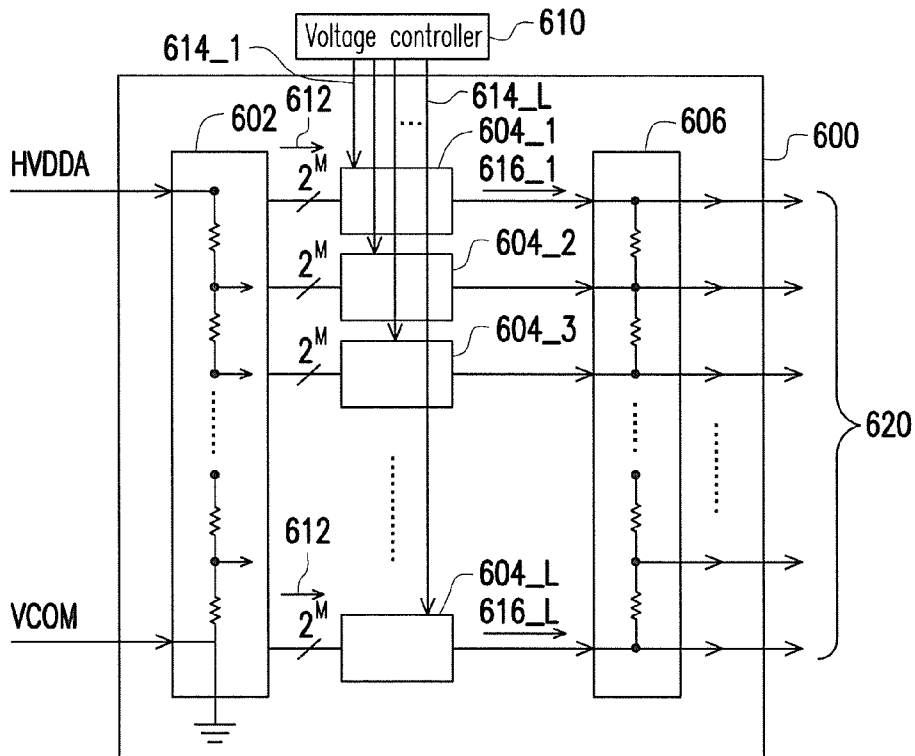 Voltage controller
610
614_1
614_L
612
602
604_1
606
600
616_1
HVDDA
2^M
604_2
2^M
604_3
2^M
620
612
604_L
616_L
VCOM
2^M